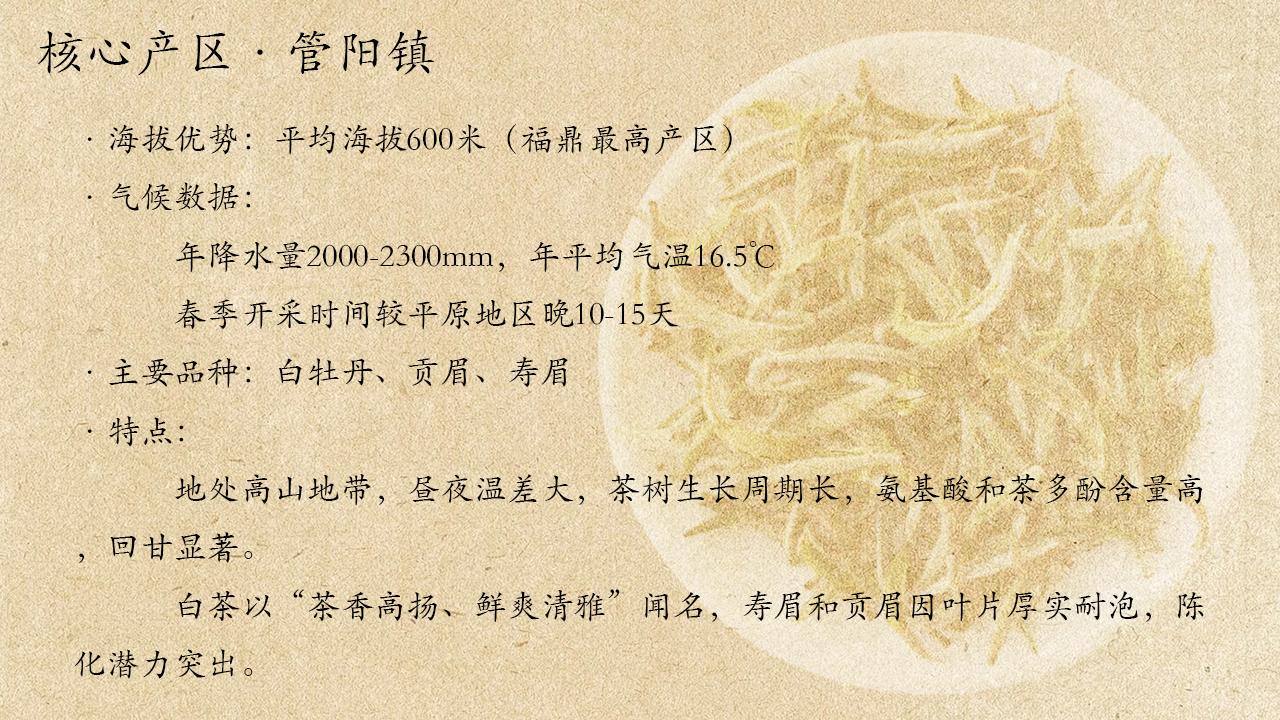 核心产区·管阳镇
·海拔优势：平均海拔600米（福鼎最高产区）
·气候数据：
年降水量2000-2300mm，年平均气温16.5℃
春季开采时间较平原地区晚10-15天
·主要品种：白牡丹、贡眉、寿眉
·特点：
地处高山地带，昼夜温差大，茶树生长周期长，氨基酸和茶多酚含量高
，回甘显著。
白茶以“茶香高扬、鲜爽清雅”闻名，寿眉和贡眉因叶片厚实耐泡，陈
化潜力突出。